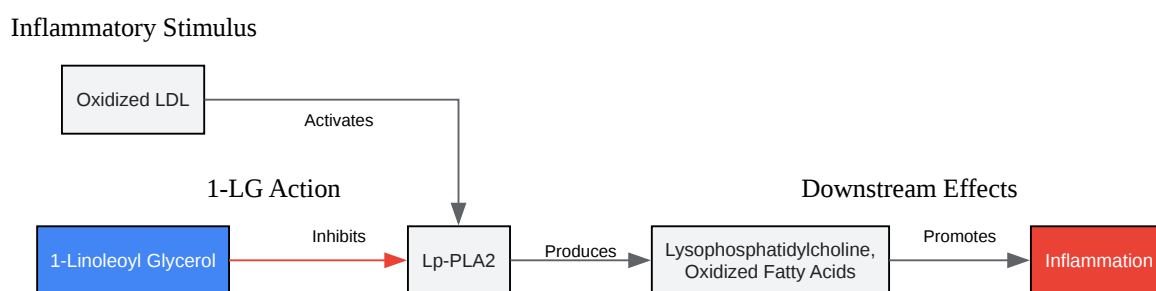 Inflammatory Stimulus
Oxidized LDL
Activates
1-LG Action
Downstream Effects
1-Linoleoyl Glycerol
Inhibits
Lp-PLA2
Produces
Lysophosphatidylcholine,
Oxidized Fatty Acids
Promotes
Inflammation